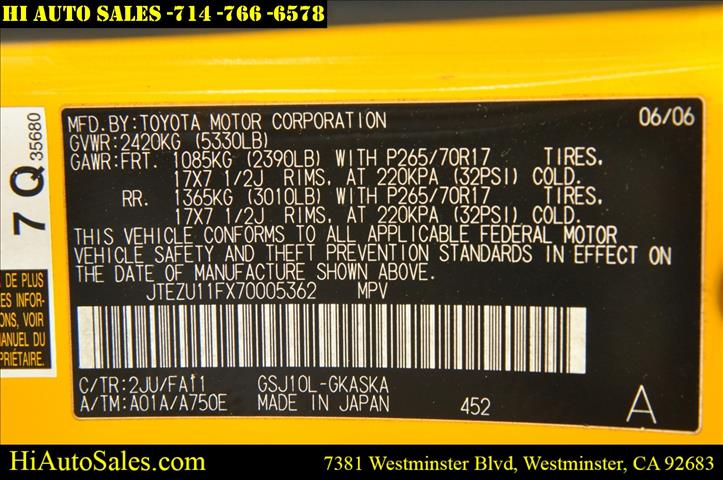 HI AUTO SALES -714 -766 -6578
MFD.BY:TOYOTA MOTOR CORPORATION 06/06
GVWR:2420KG (5330LB)
GAWR:FRT. 1085KG (2390LB) WITH P265/70R17 TIRES,
17X7 1/2J RIMS, AT 220KPA (32PSI) COLD.
RR. 1365KG (3010LB) WITH P265/70R17 TIRES,
17X7 1/2J RIMS, AT 220KPA (32PSI) COLD.
THIS VEHICLE CONFORMS TO ALL APPLICABLE FEDERAL MOTOR
VEHICLE SAFETY AND THEFT PREVENTION STANDARDS IN EFFECT ON
THE DATE OF MANUFACTURE SHOWN ABOVE.
JTEZU11FX70005362 MPV
C/TR:2JU/FA11 GSJ10L-GKASKA
A/TM:A01A/A750E MADE IN JAPAN 452 A
7 Q 35680
A DE PLUS
ES INFOR-
ONS, VOIR
MANUEL DU
PRIÉTAIRE.
HiAutoSales.com 7381 Westminster Blvd, Westminster, CA 92683